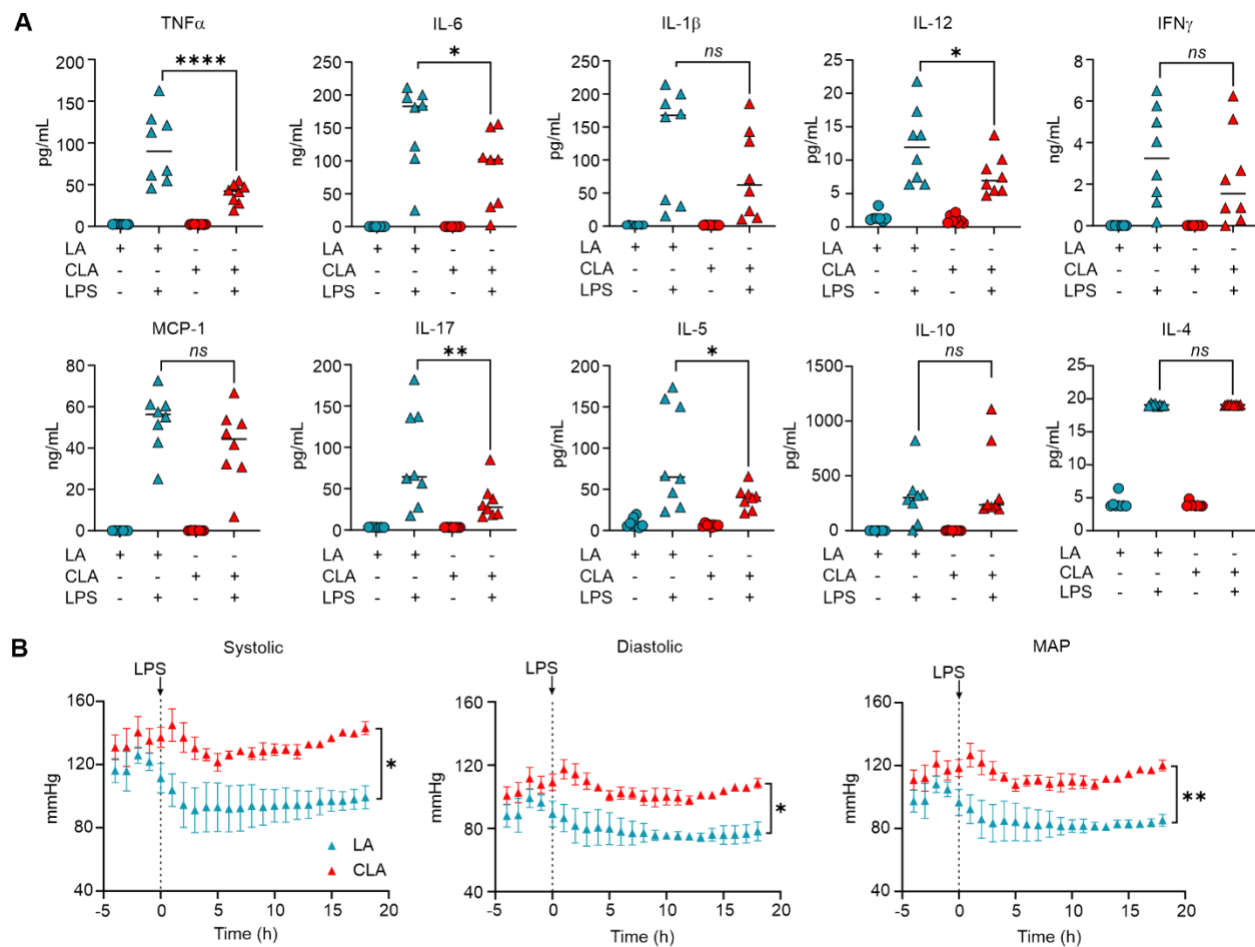 A
TNFα IL-6 IL-1β IL-12 IFNγ
**** * ns * ns
pg/mL 200 150 100 50 0
ng/mL 250 200 150 100 50 0
pg/mL 250 200 150 100 50 0
pg/mL 30 20 10 0
ng/mL 8 6 4 2 0
LA + + - - LA + + - - LA + + - - LA + + - - LA + + - -
CLA - - + + CLA - - + + CLA - - + + CLA - - + + CLA - - + +
LPS - + - + LPS - + - + LPS - + - + LPS - + - + LPS - + - +
MCP-1 IL-17 IL-5 IL-10 IL-4
ns ** * ns ns
ng/mL 80 60 40 20 0
pg/mL 200 150 100 50 0
pg/mL 200 150 100 50 0
pg/mL 1500 1000 500 0
pg/mL 25 20 15 10 5 0
LA + + - - LA + + - - LA + + - - LA + + - - LA + + - -
CLA - - + + CLA - - + + CLA - - + + CLA - - + + CLA - - + +
LPS - + - + LPS - + - + LPS - + - + LPS - + - + LPS - + - +
B
Systolic Diastolic MAP
LPS LPS LPS
mmHg 160 120 80 40
* LA CLA
-5 0 5 10 15 20
Time (h)
mmHg 160 120 80 40
*
-5 0 5 10 15 20
Time (h)
mmHg 160 120 80 40
**
-5 0 5 10 15 20
Time (h)